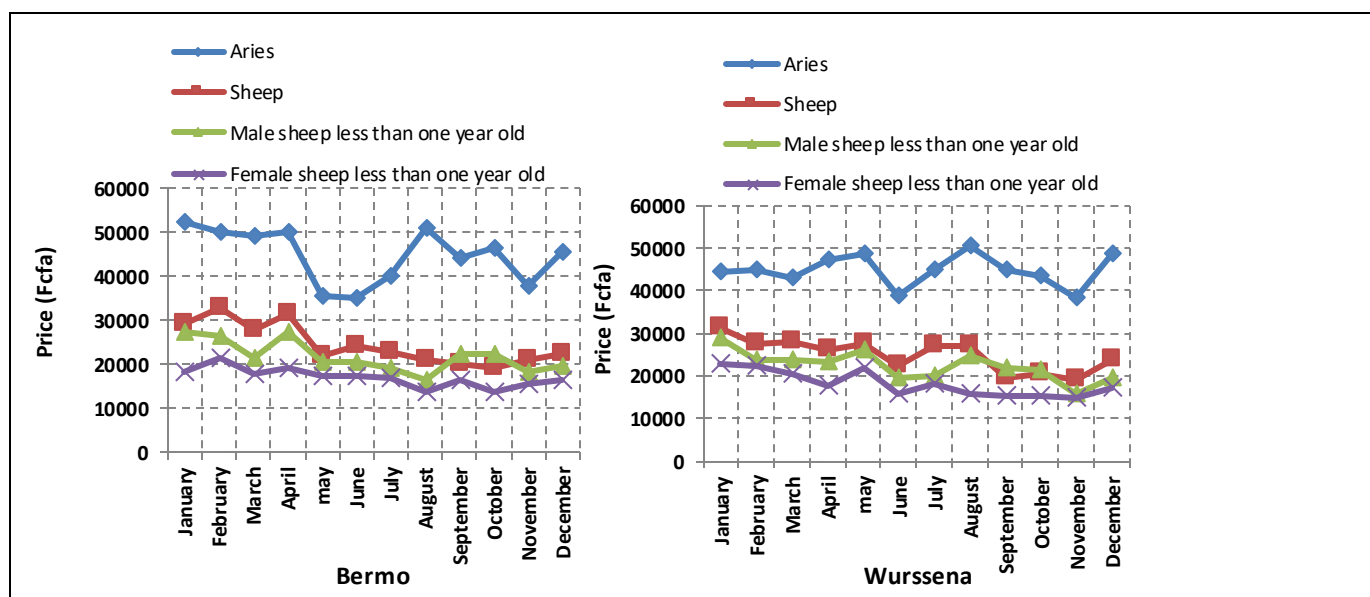 Aries
Sheep
Male sheep less than one year old
Female sheep less than one year old
60000
50000
40000
30000
20000
10000
0
Price (Fcfa)
January
February
March
April
may
June
July
August
September
October
November
December
Bermo
Aries
Sheep
Male sheep less than one year old
Female sheep less than one year old
60000
50000
40000
30000
20000
10000
0
Price (Fcfa)
January
February
March
April
may
June
July
August
September
October
November
December
Wurssena